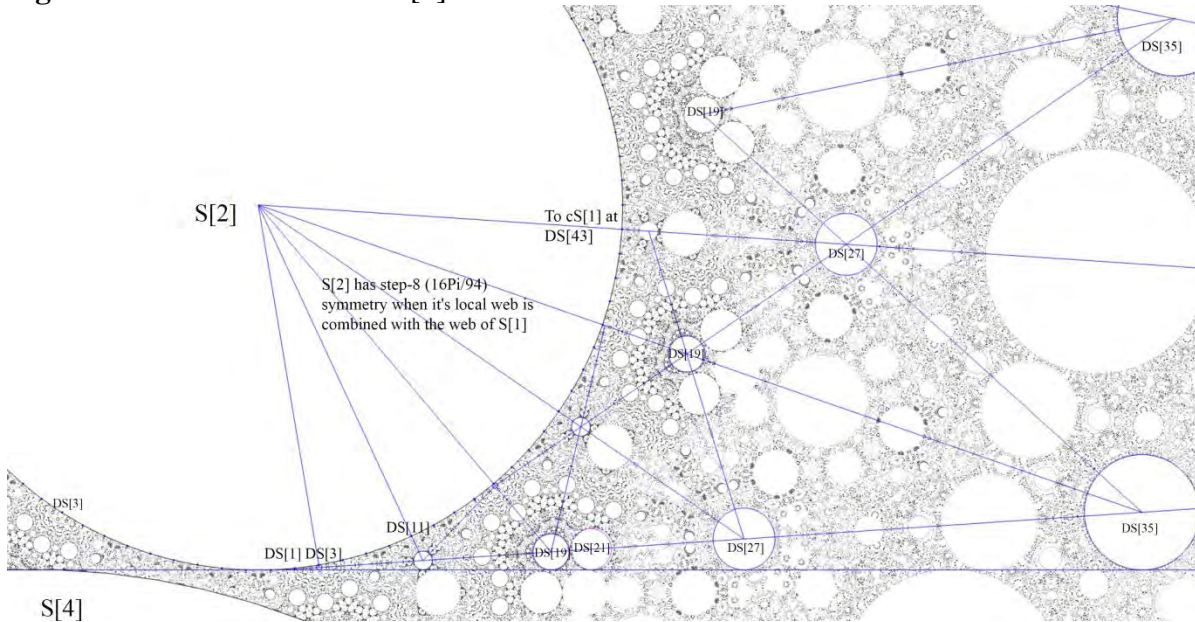 [2]
DS[35]
DS[19]
S[2]
To cS[1] at
DS[43]
DS[27]
S[2] has step-8 (16Pi/94)
symmetry when it's local web is
combined with the web of S[1]
DS[19]
DS[3]
DS[11]
DS[35]
DS[27]
DS[1] DS[3]
DS[19]
DS[21]
S[4]